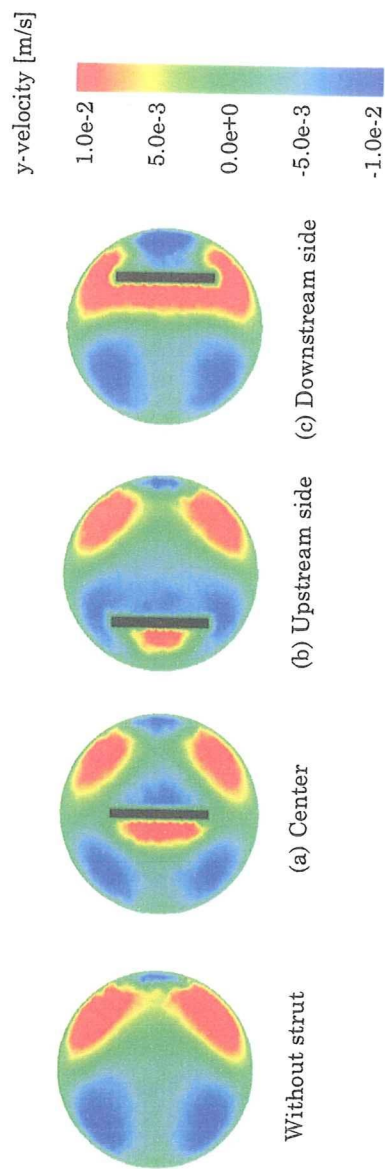 y-velocity [m/s]
1.0e-2
5.0e-3
0.0e+0
-5.0e-3
-1.0e-2
Without strut
(a) Center
(b) Upstream side
(c) Downstream side